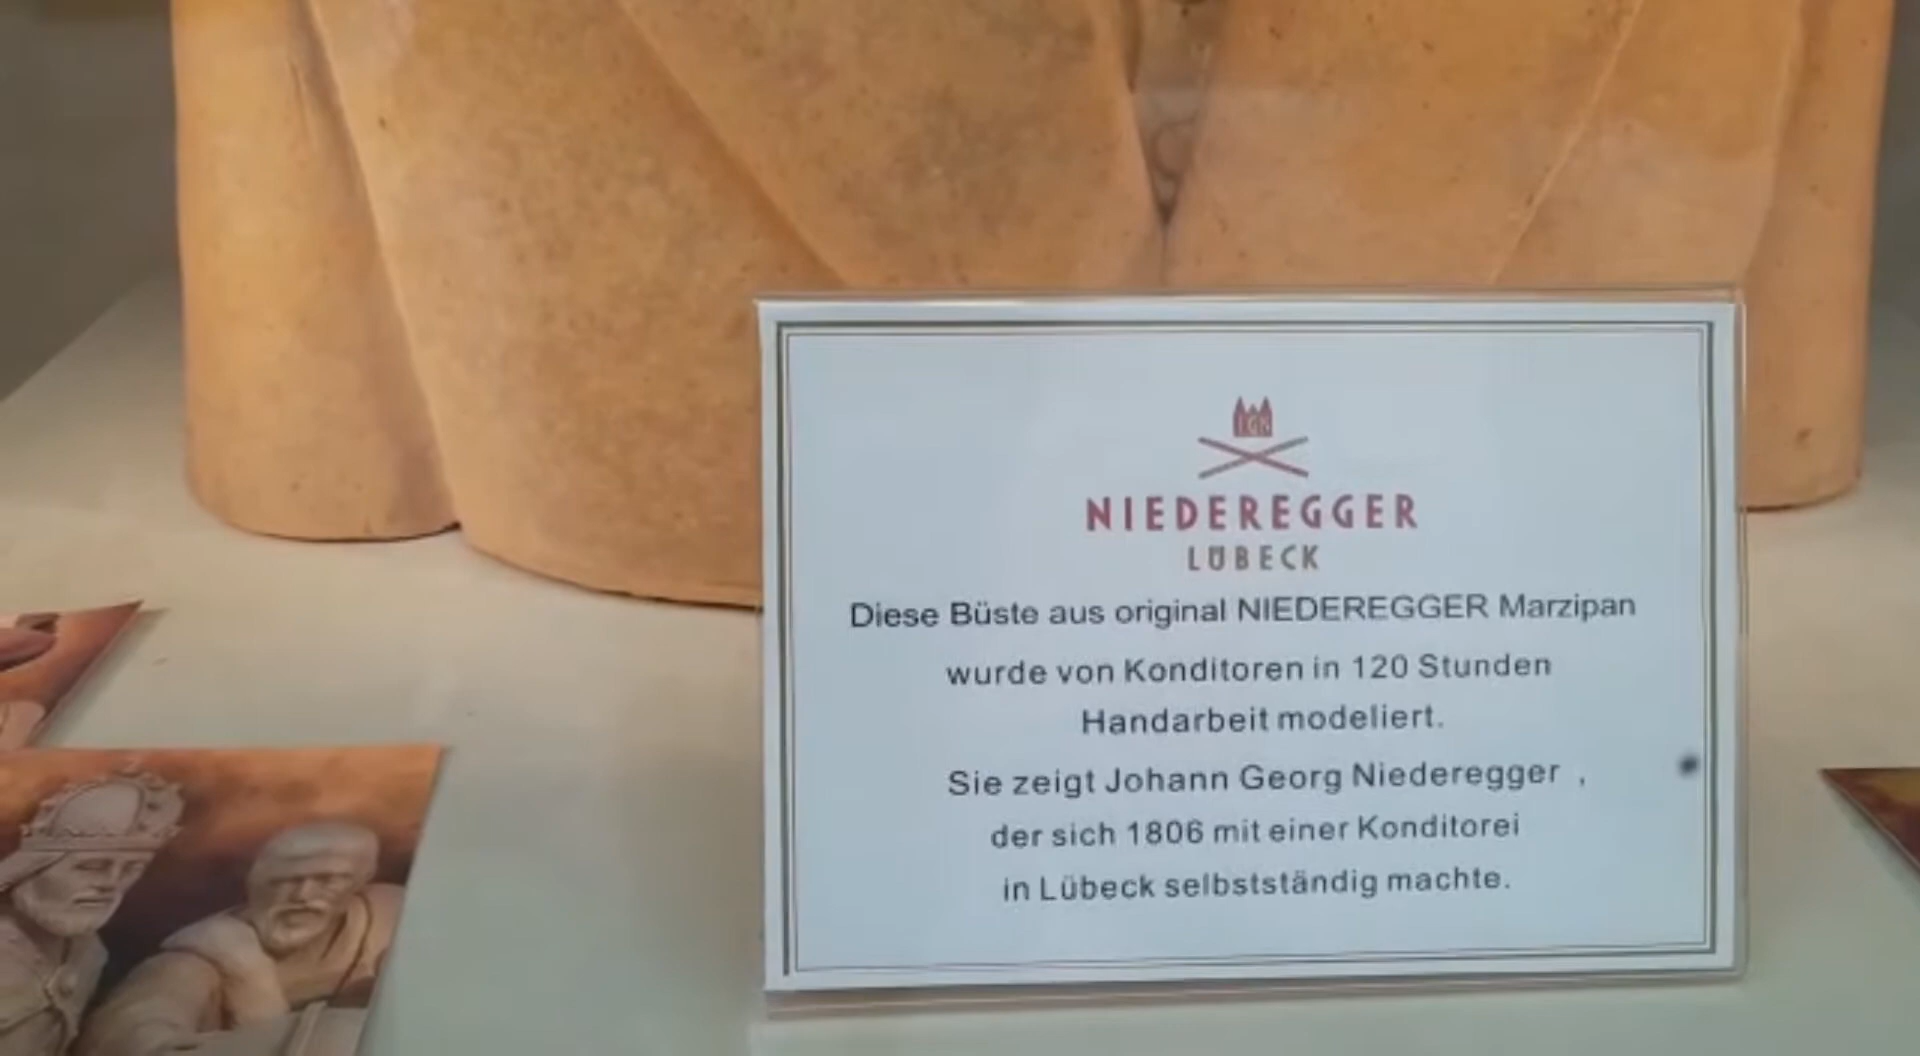 JGN
NIEDEREGGER
LÜBECK
Diese Büste aus original NIEDEREGGER Marzipan
wurde von Konditoren in 120 Stunden
Handarbeit modeliert.
Sie zeigt Johann Georg Niederegger ,
der sich 1806 mit einer Konditorei
in Lübeck selbstständig machte.